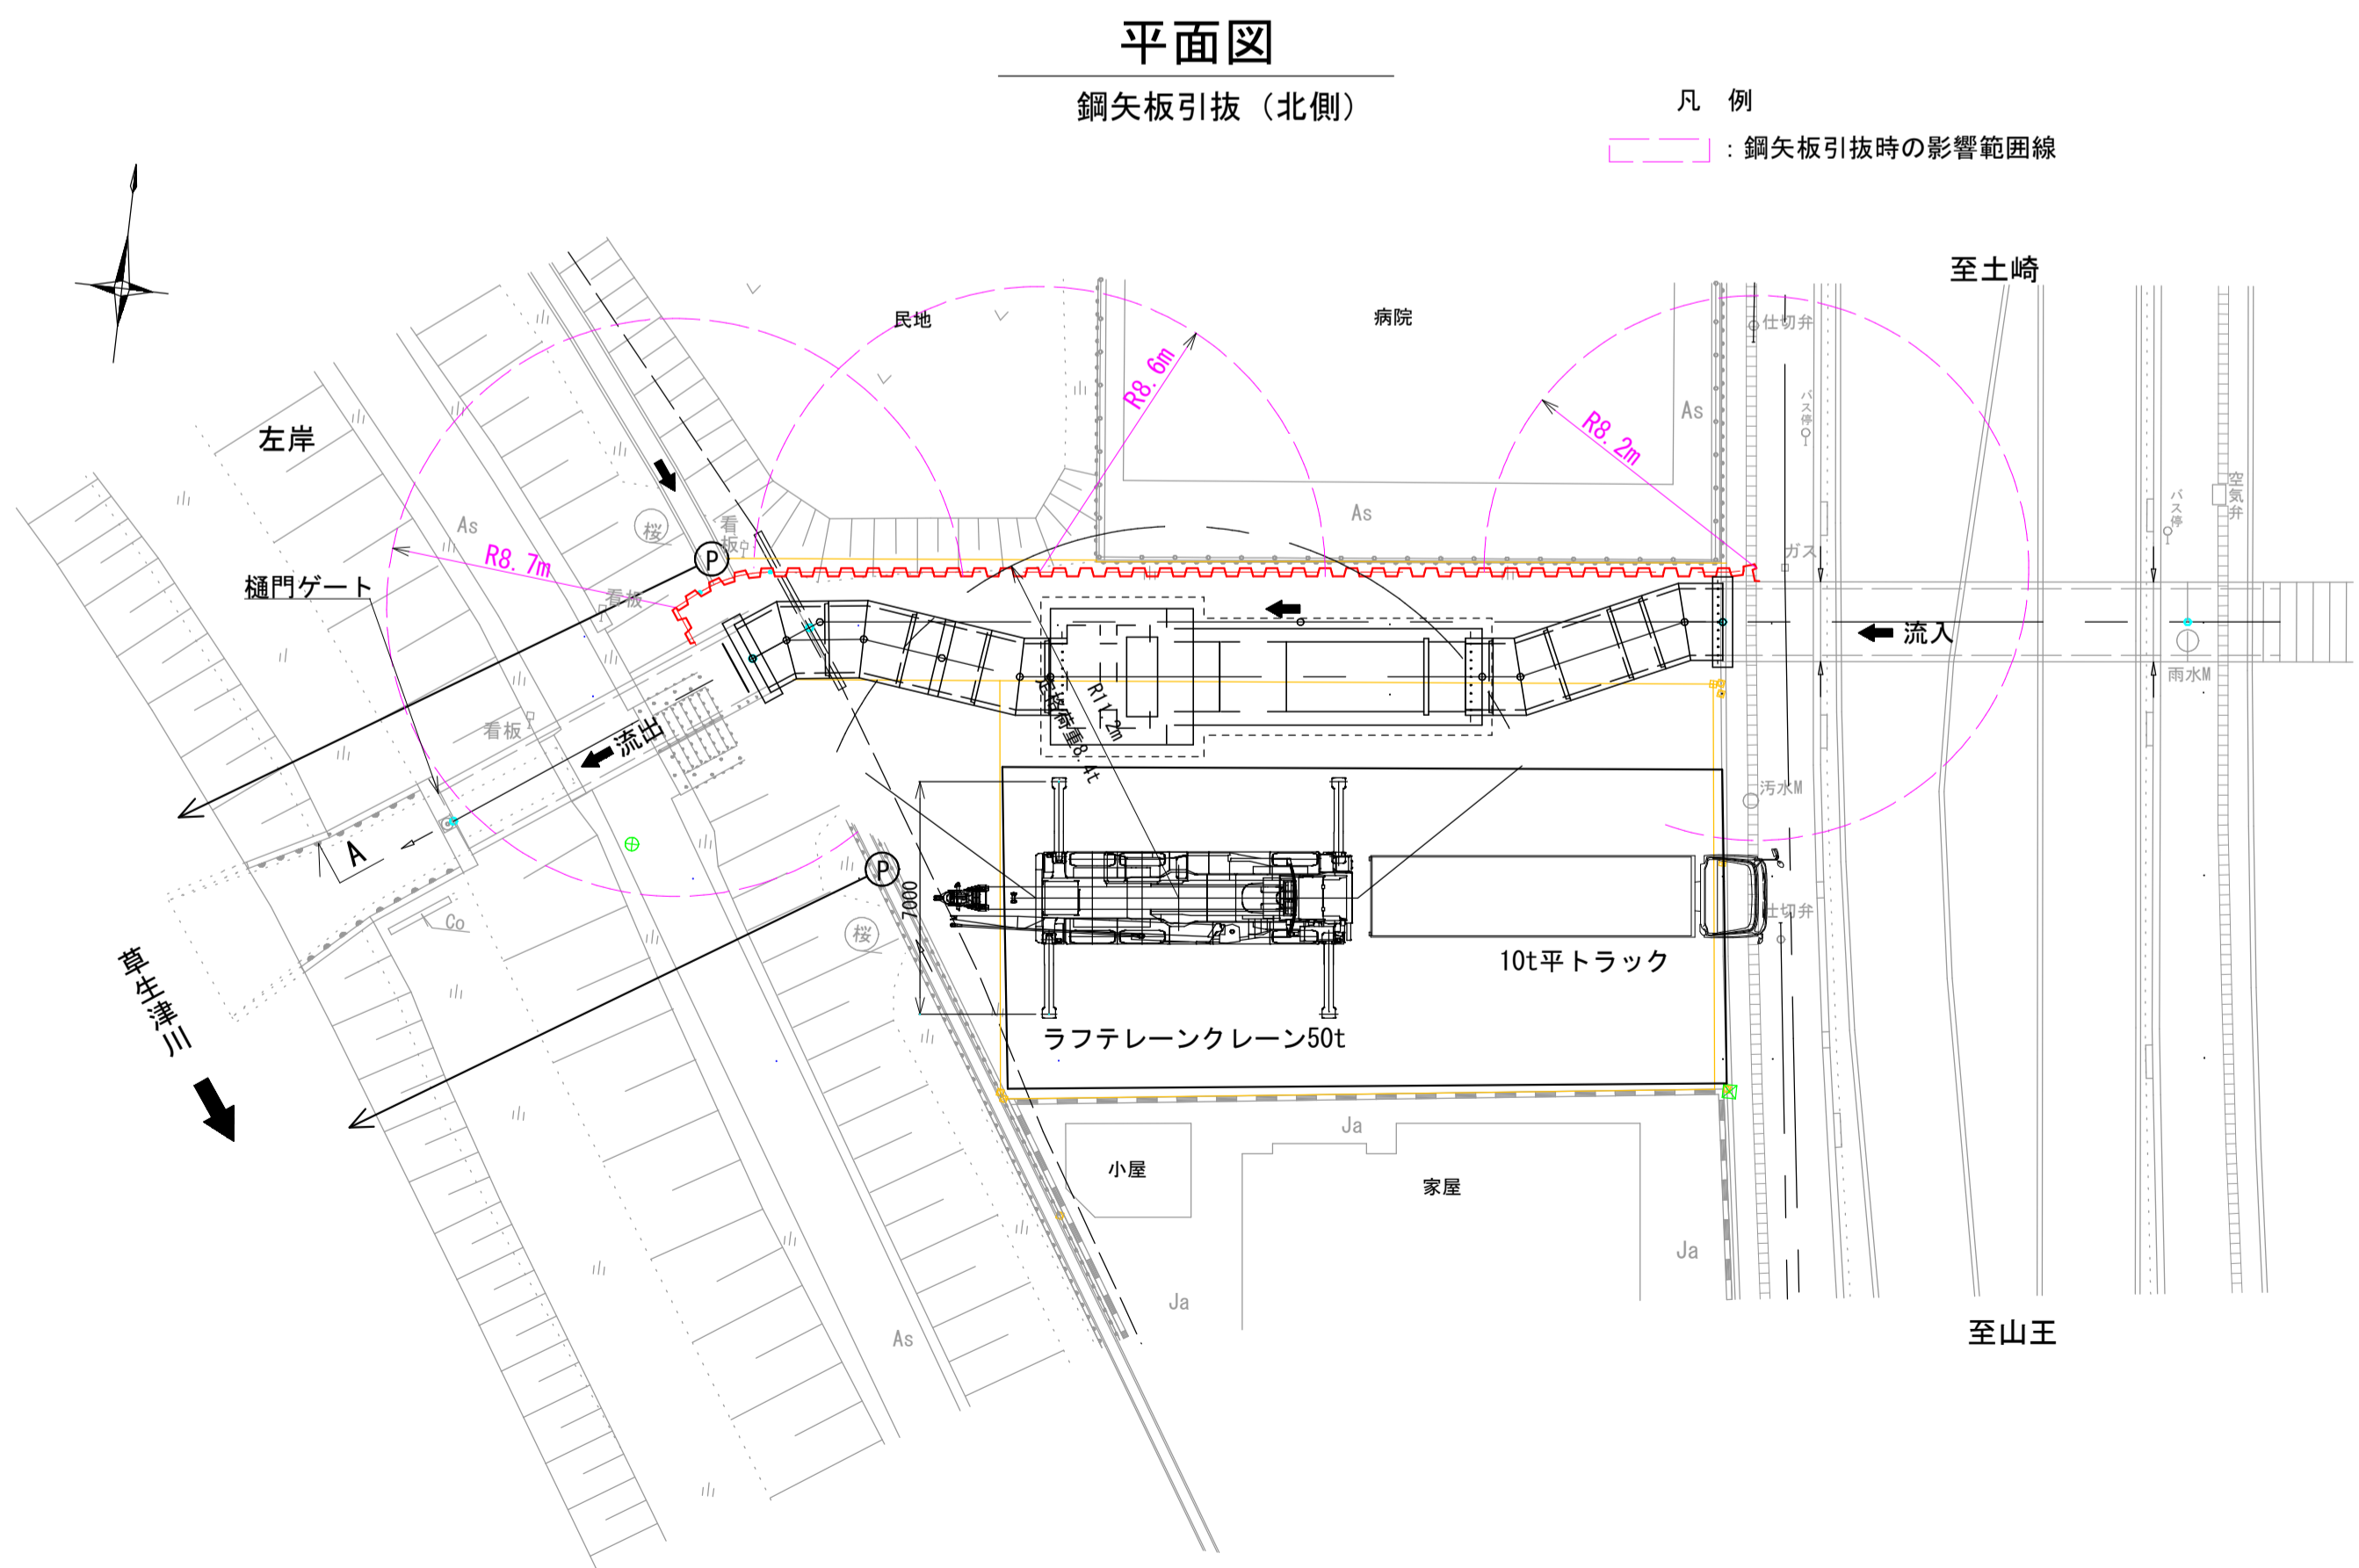 平面図
鋼矢板引抜（北側）
凡　例
：鋼矢板引抜時の影響範囲線
至土崎
民地
病院
仕切弁
R8.6m
As
バス停
R8.2m
左岸
空気弁
バス停
As
桜
看板
As
ガス
R8.7m
P
樋門ゲート
看板
流入
雨水M
看板
流出
定格荷重8.4t
R11.2m
汚水M
A
P
7000
仕切弁
Co
桜
10t平トラック
草生津川
ラフテレーンクレーン50t
Ja
小屋
家屋
Ja
Ja
As
至山王